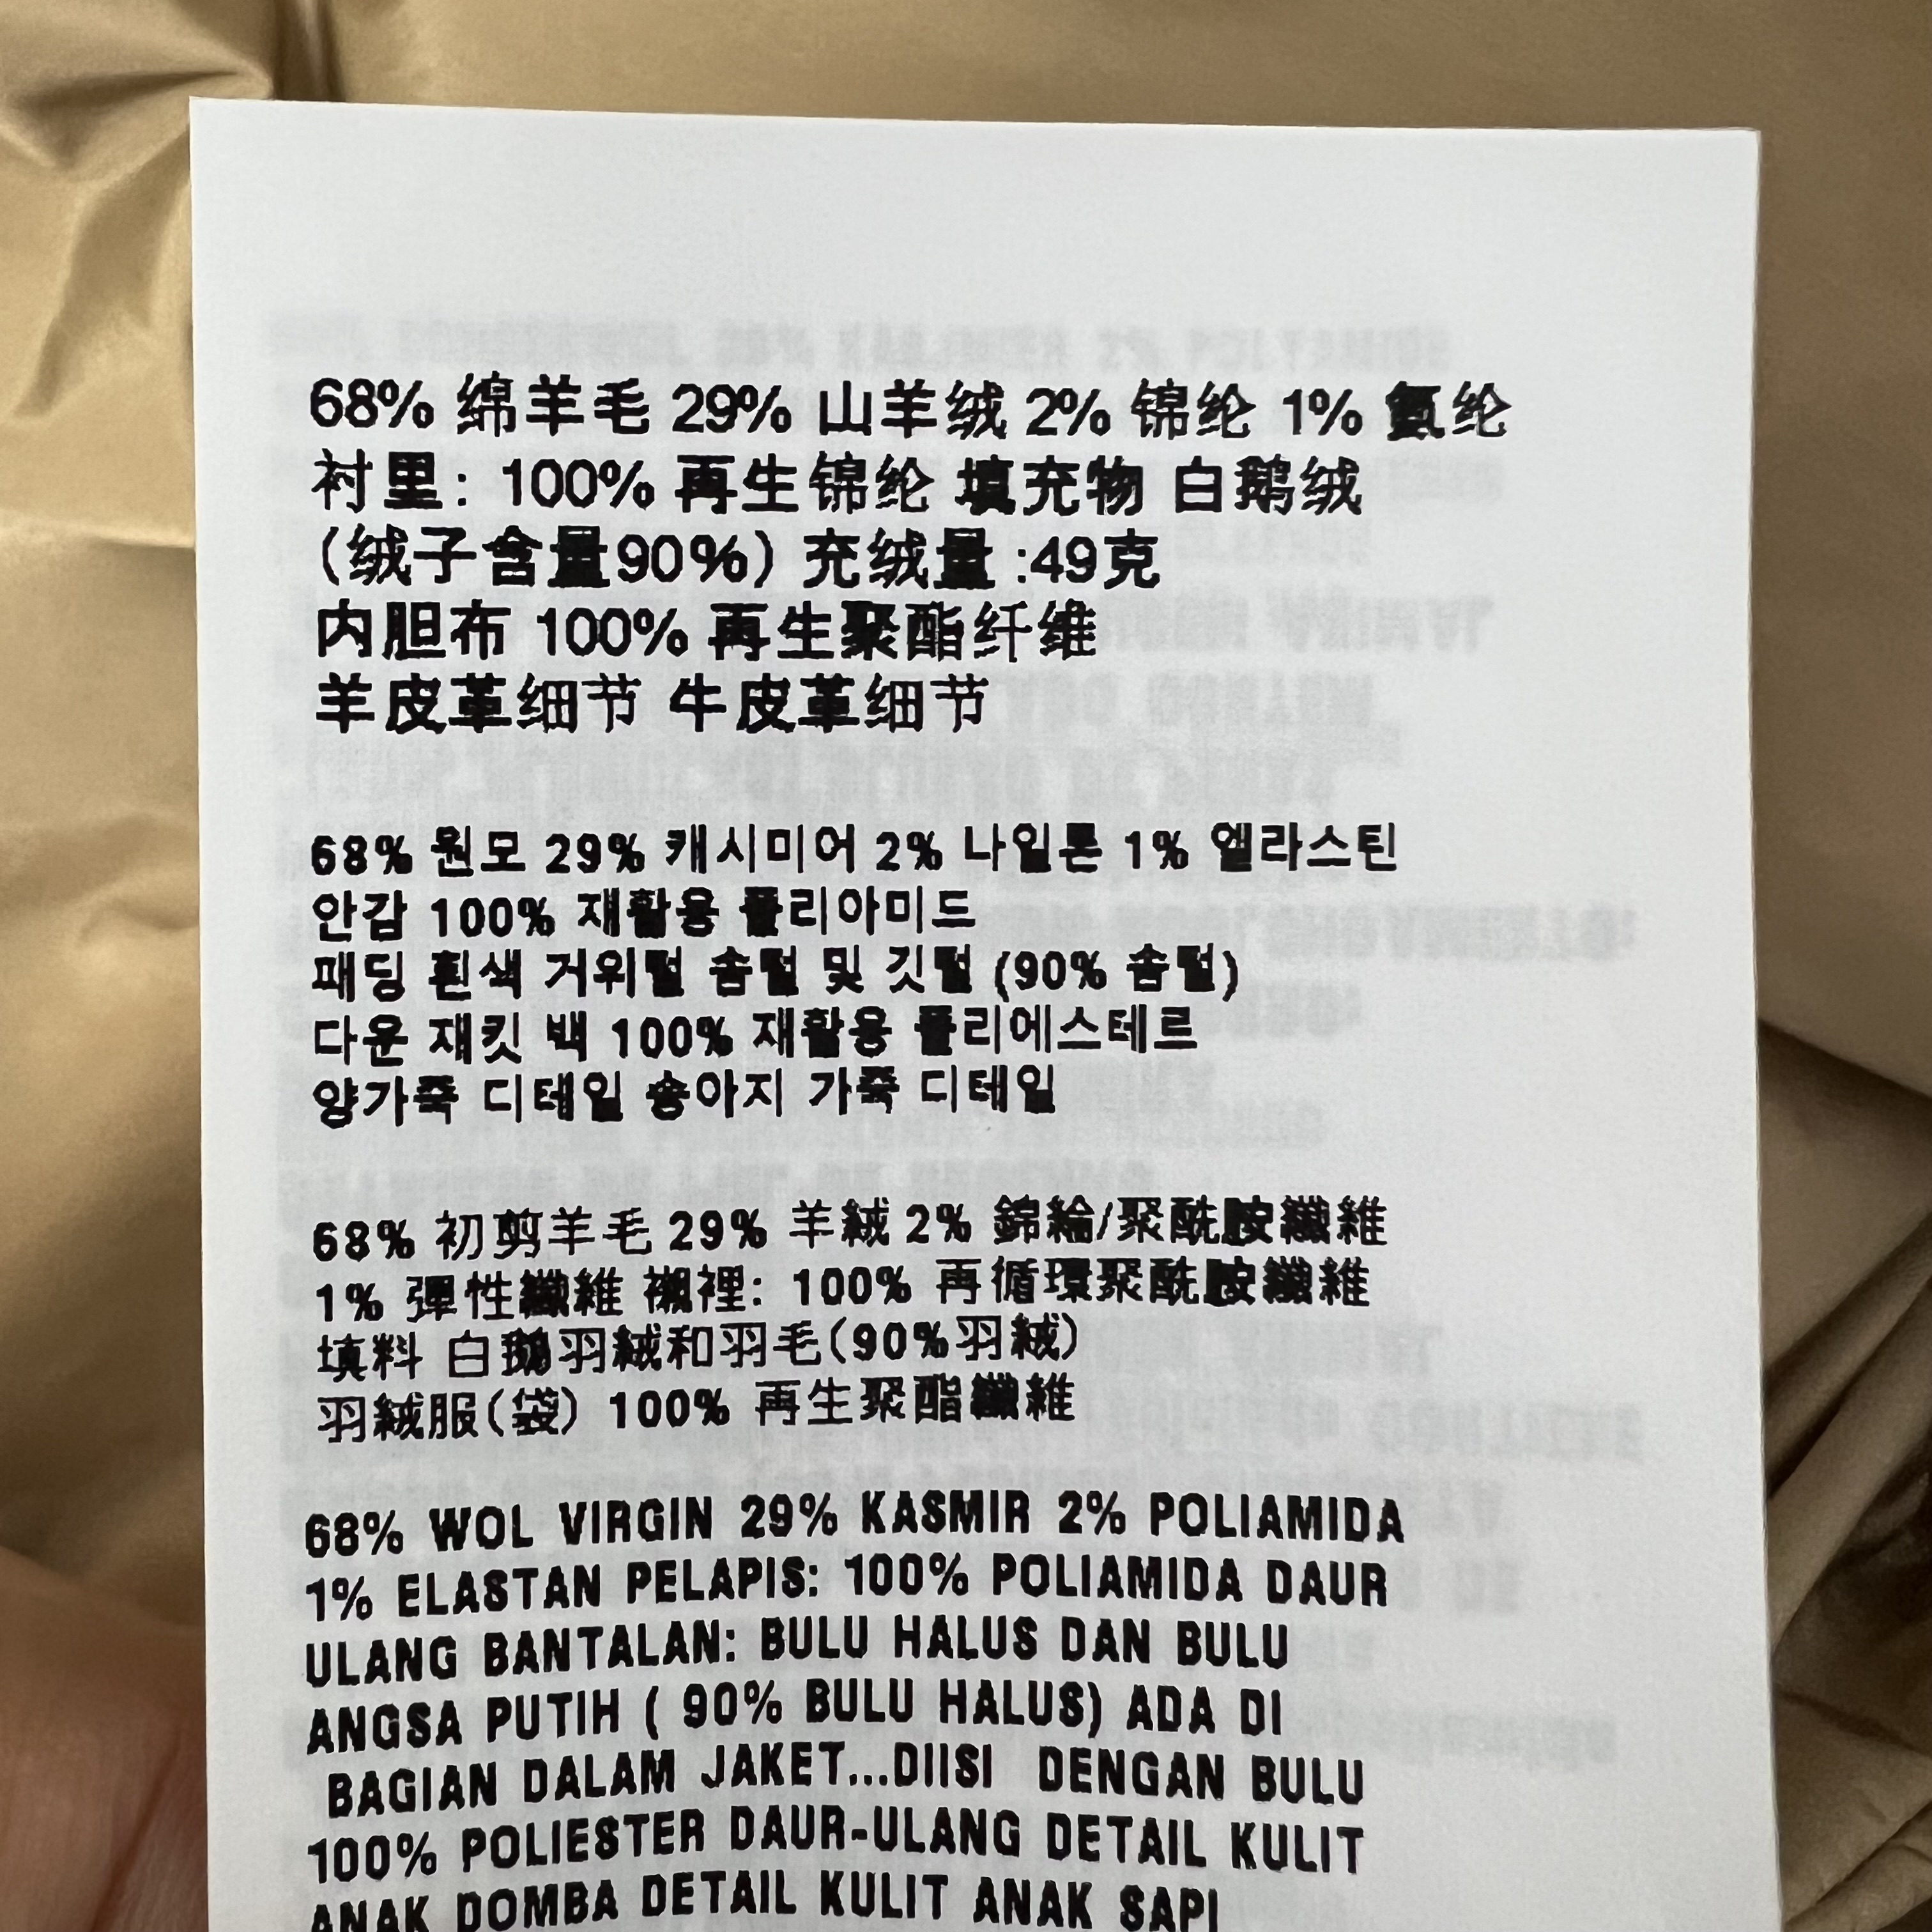 68% 绵羊毛 29% 山羊绒 2% 锦纶 1% 氨纶
衬里: 100% 再生锦纶 填充物 白鹅绒
(绒子含量90%) 充绒量 :49克
内胆布 100% 再生聚酯纤维
羊皮革细节 牛皮革细节
68% 원모 29% 캐시미어 2% 나일론 1% 엘라스틴
안감 100% 재활용 폴리아미드
패딩 흰색 거위털 솜털 및 깃털 (90% 솜털)
다운 재킷 백 100% 재활용 폴리에스테르
양가죽 디테일 송아지 가죽 디테일
68% 初剪羊毛 29% 羊絨 2% 錦綸/聚酰胺纖維
1% 彈性纖維 襯裡: 100% 再循環聚酰胺纖維
填料 白鵝羽絨和羽毛(90%羽絨)
羽絨服(袋) 100% 再生聚酯纖維
68% WOL VIRGIN 29% KASMIR 2% POLIAMIDA
1% ELASTAN PELAPIS: 100% POLIAMIDA DAUR
ULANG BANTALAN: BULU HALUS DAN BULU
ANGSA PUTIH ( 90% BULU HALUS) ADA DI
BAGIAN DALAM JAKET...DIISI DENGAN BULU
100% POLIESTER DAUR-ULANG DETAIL KULIT
ANAK DOMBA DETAIL KULIT ANAK SAPI